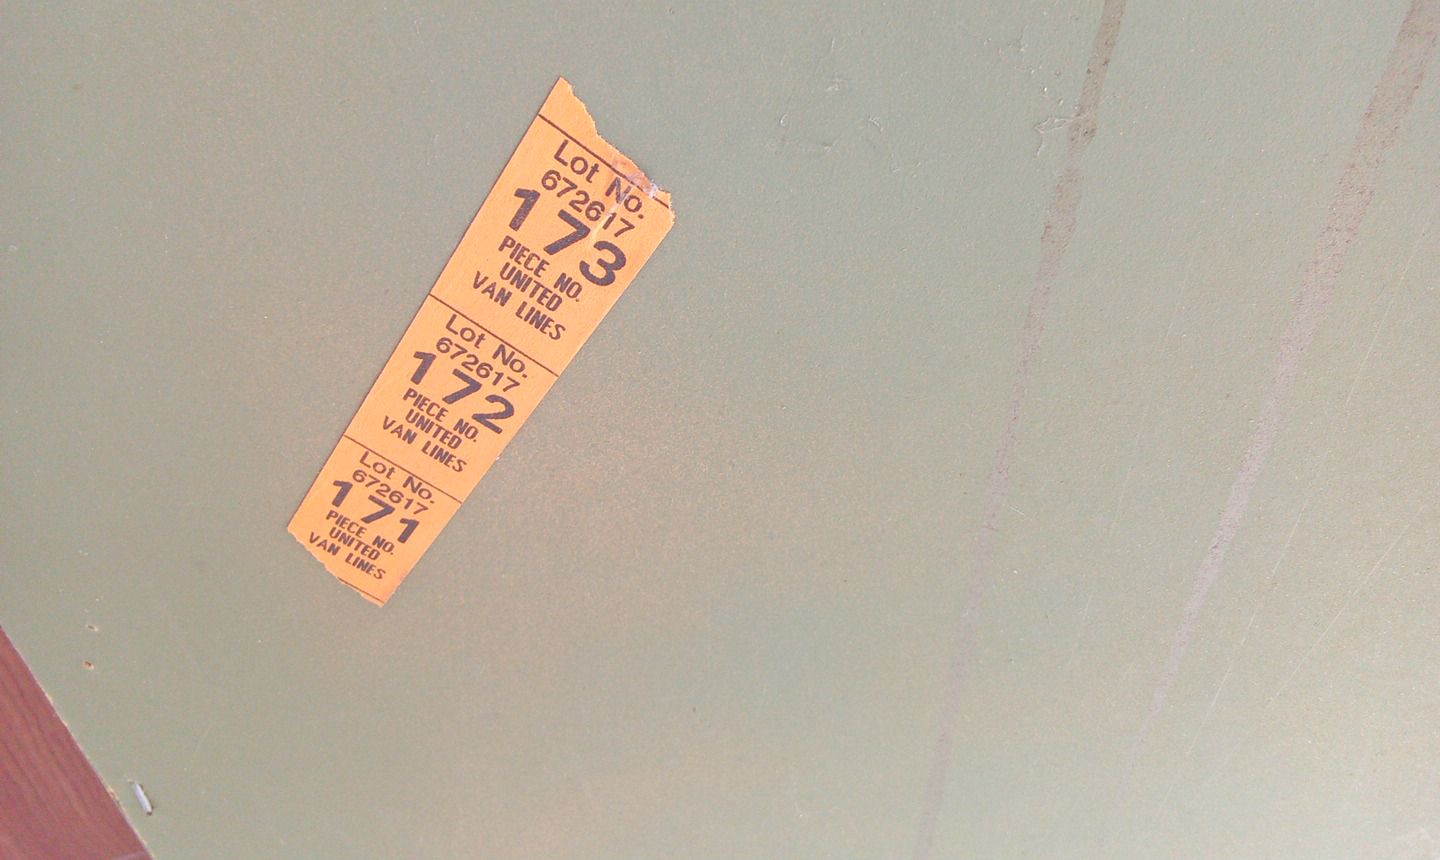 Lot No.
672617
173
PIECE NO.
UNITED
VAN LINES
Lot No.
672617
172
PIECE NO.
UNITED
VAN LINES
Lot No.
672617
171
PIECE NO.
UNITED
VAN LINES